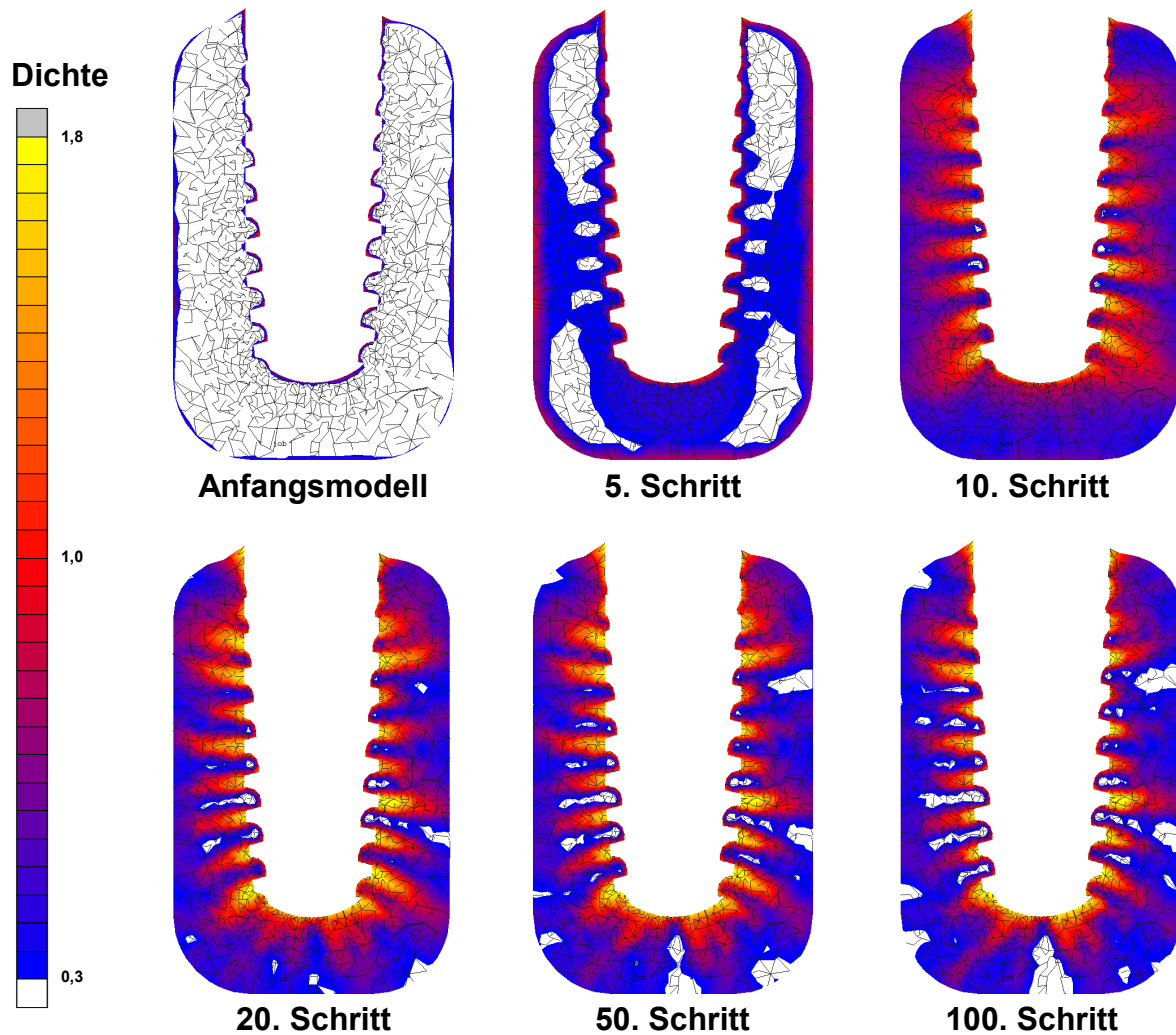 Dichte
1,8
1,0
0,3
Anfangsmodell
5. Schritt
10. Schritt
20. Schritt
50. Schritt
100. Schritt